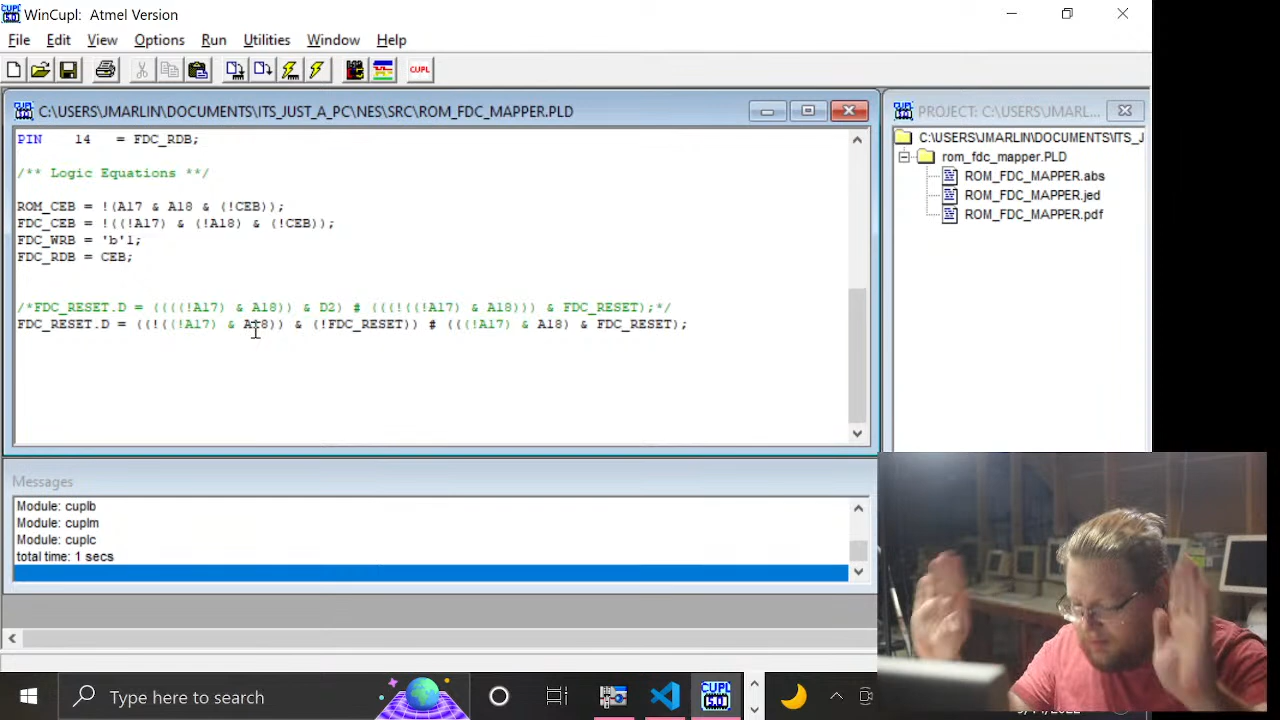 WinCupl: Atmel Version
File Edit View Options Run Utilities Window Help
CUPL
C:\USERS\JMARLIN\DOCUMENTS\ITS_JUST_A_PC\NES\SRC\ROM_FDC_MAPPER.PLD
PIN 14 = FDC_RDB;
/** Logic Equations **/
ROM_CEB = !(A17 & A18 & (!CEB));
FDC_CEB = !((!A17) & (!A18) & (!CEB));
FDC_WRB = 'b'1;
FDC_RDB = CEB;
/*FDC_RESET.D = ((((!A17) & A18)) & D2) # (((!((!A17) & A18))) & FDC_RESET);*/
FDC_RESET.D = ((!((!A17) & A18)) & (!FDC_RESET)) # (((!A17) & A18) & FDC_RESET);
PROJECT: C:\USERS\JMARL...
C:\USERS\JMARLIN\DOCUMENTS\ITS_J
rom_fdc_mapper.PLD
ROM_FDC_MAPPER.abs
ROM_FDC_MAPPER.jed
ROM_FDC_MAPPER.pdf
Messages
Module: cuplb
Module: cuplm
Module: cuplc
total time: 1 secs
Type here to search
CUPL
5.0